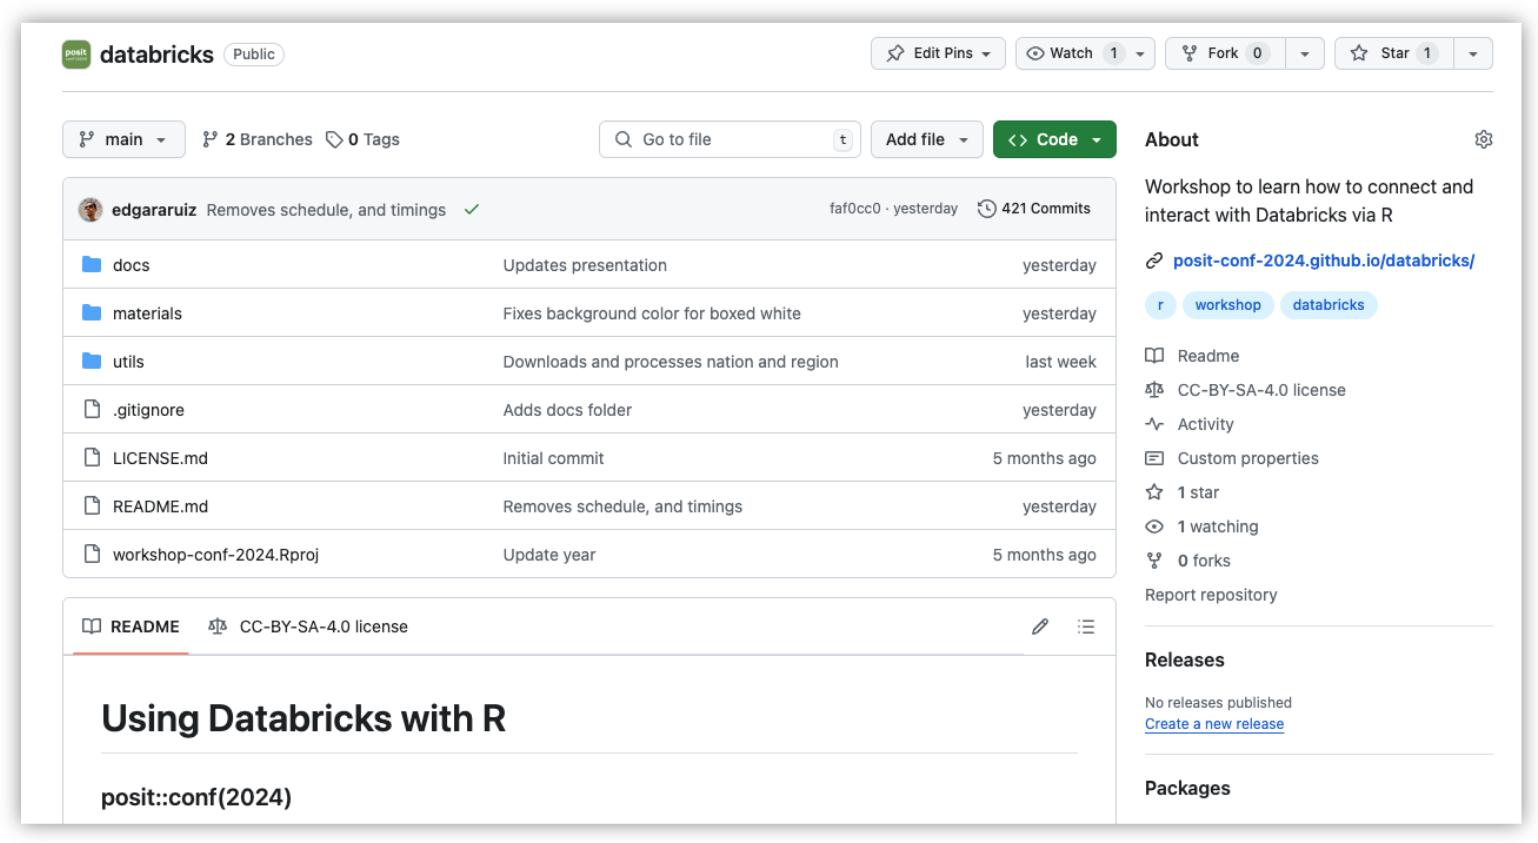 posit
databricks Public Edit Pins Watch 1 Fork 0 Star 1
main 2 Branches 0 Tags Go to file t Add file <> Code
edgararuiz Removes schedule, and timings faf0cc0 · yesterday 421 Commits
docs Updates presentation yesterday
materials Fixes background color for boxed white yesterday
utils Downloads and processes nation and region last week
.gitignore Adds docs folder yesterday
LICENSE.md Initial commit 5 months ago
README.md Removes schedule, and timings yesterday
workshop-conf-2024.Rproj Update year 5 months ago
README CC-BY-SA-4.0 license
Using Databricks with R
posit::conf(2024)
About
Workshop to learn how to connect and
interact with Databricks via R
posit-conf-2024.github.io/databricks/
r workshop databricks
Readme
CC-BY-SA-4.0 license
Activity
Custom properties
1 star
1 watching
0 forks
Report repository
Releases
No releases published
Create a new release
Packages